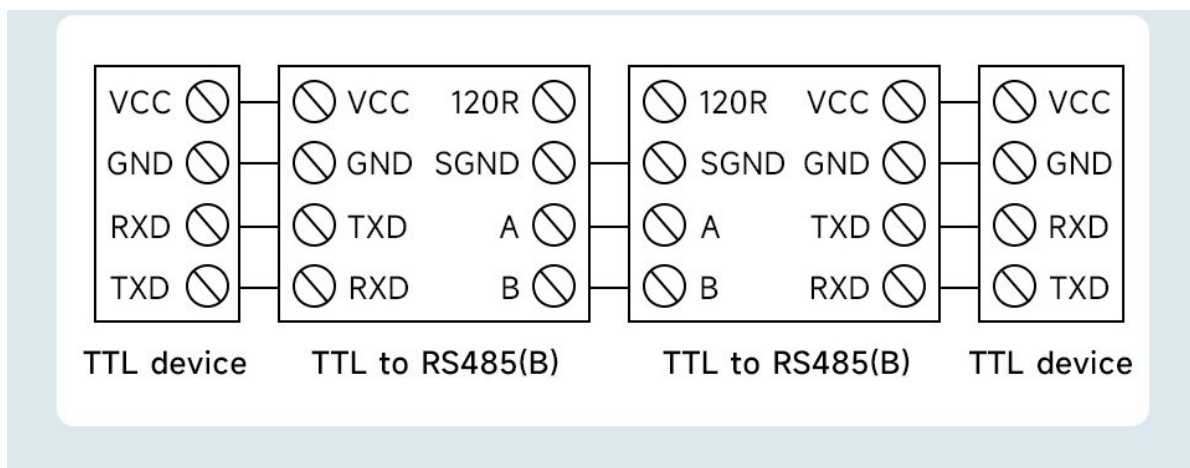 VCC VCC 120R 120R VCC VCC
GND GND SGND SGND GND GND
RXD TXD A A TXD RXD
TXD RXD B B RXD TXD
TTL device TTL to RS485(B) TTL to RS485(B) TTL device